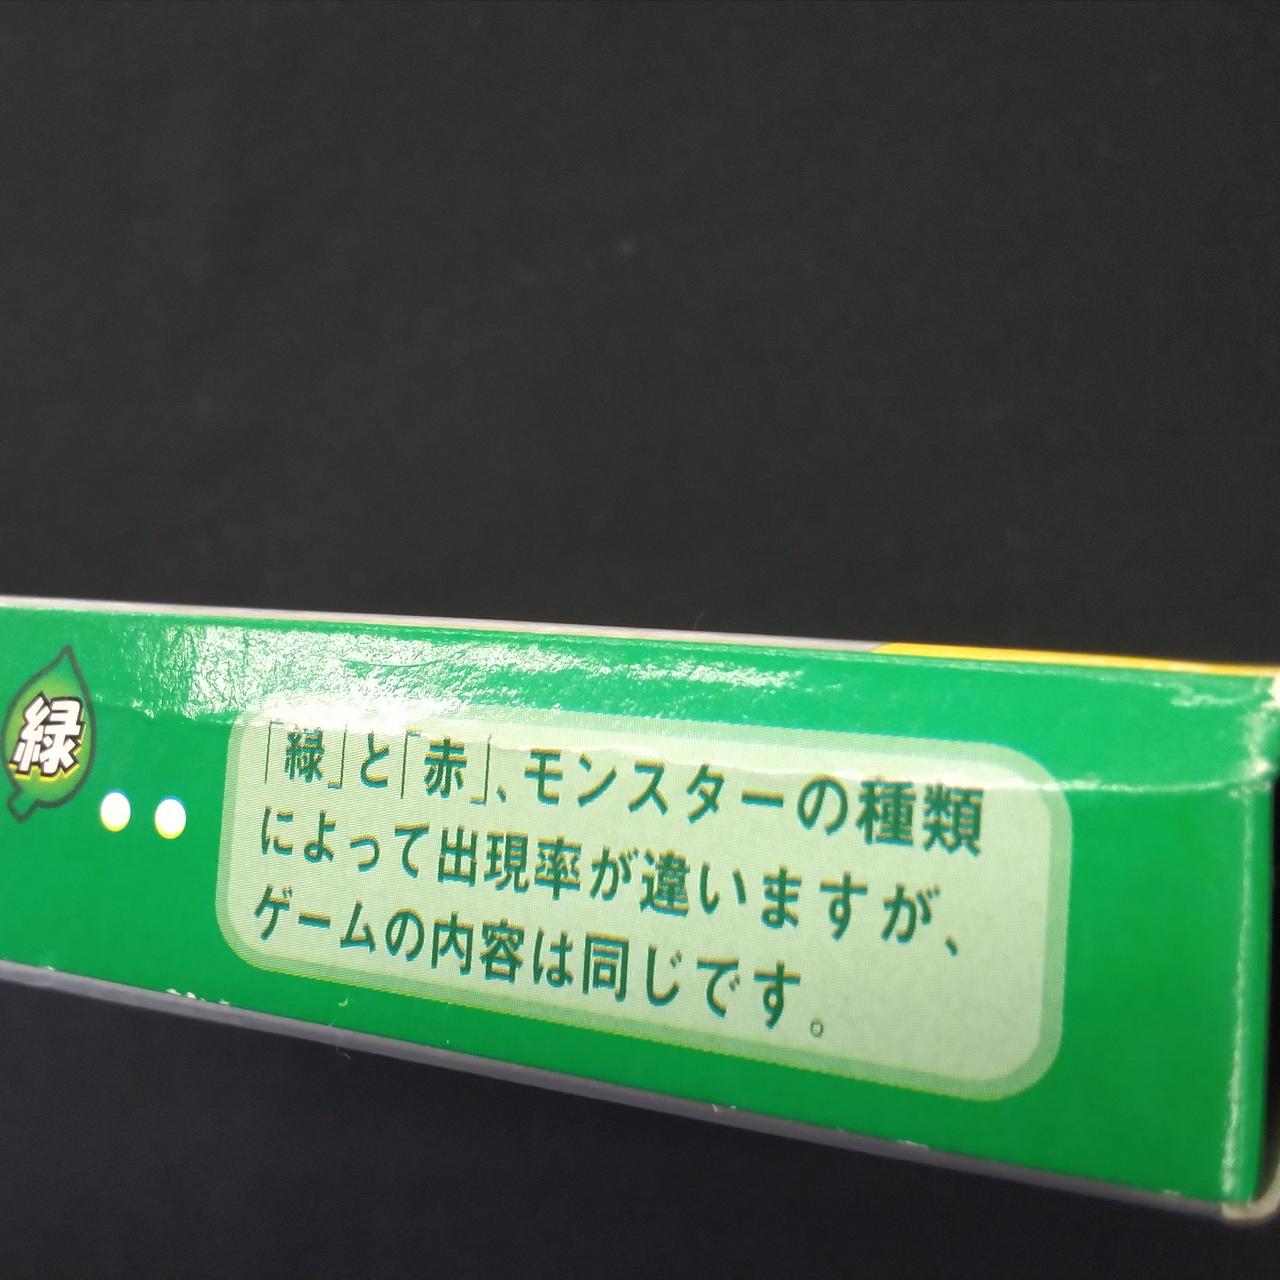 緑
「緑」と「赤」、モンスターの種類
によって出現率が違いますが、
ゲームの内容は同じです。